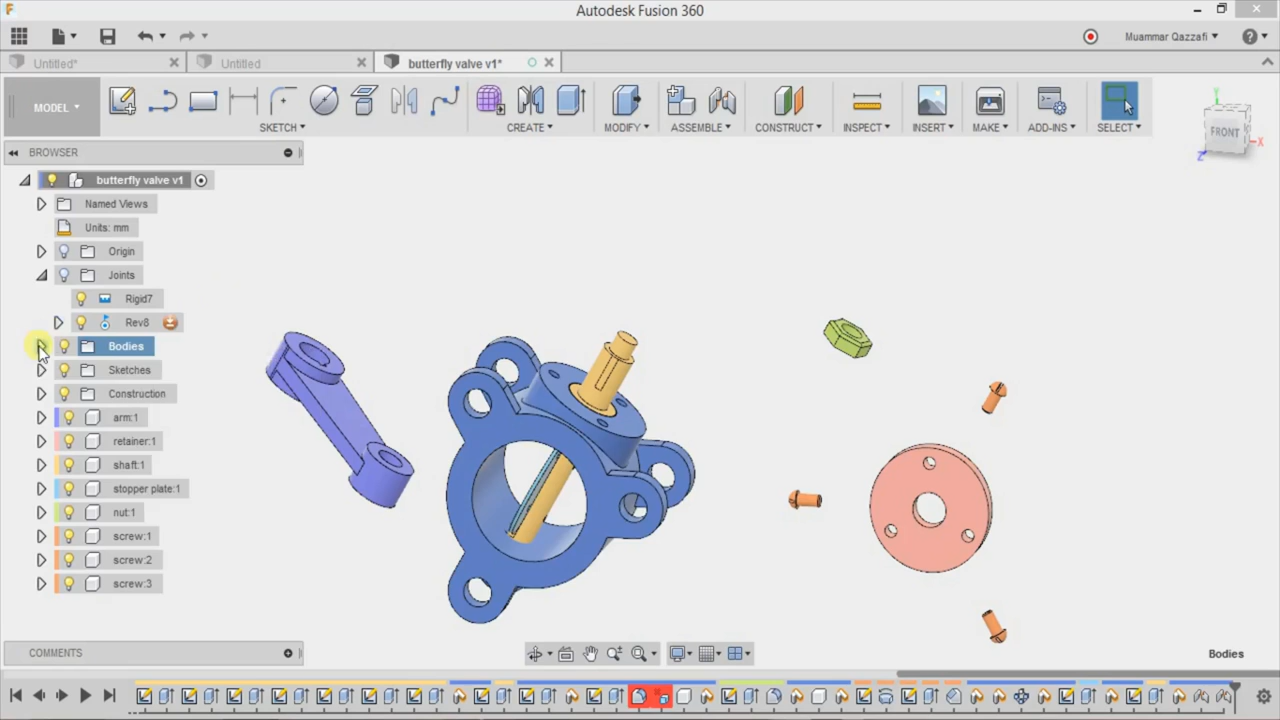 Autodesk Fusion 360
Muammar Qazzafi
Untitled*
Untitled
butterfly valve v1*
MODEL
SKETCH
CREATE
MODIFY
ASSEMBLE
CONSTRUCT
INSPECT
INSERT
MAKE
ADD-INS
SELECT
Y
FRONT
X
Z
BROWSER
butterfly valve v1
Named Views
Units: mm
Origin
Joints
Rigid7
Rev8
Bodies
Sketches
Construction
arm:1
retainer:1
shaft:1
stopper plate:1
nut:1
screw:1
screw:2
screw:3
COMMENTS
Bodies